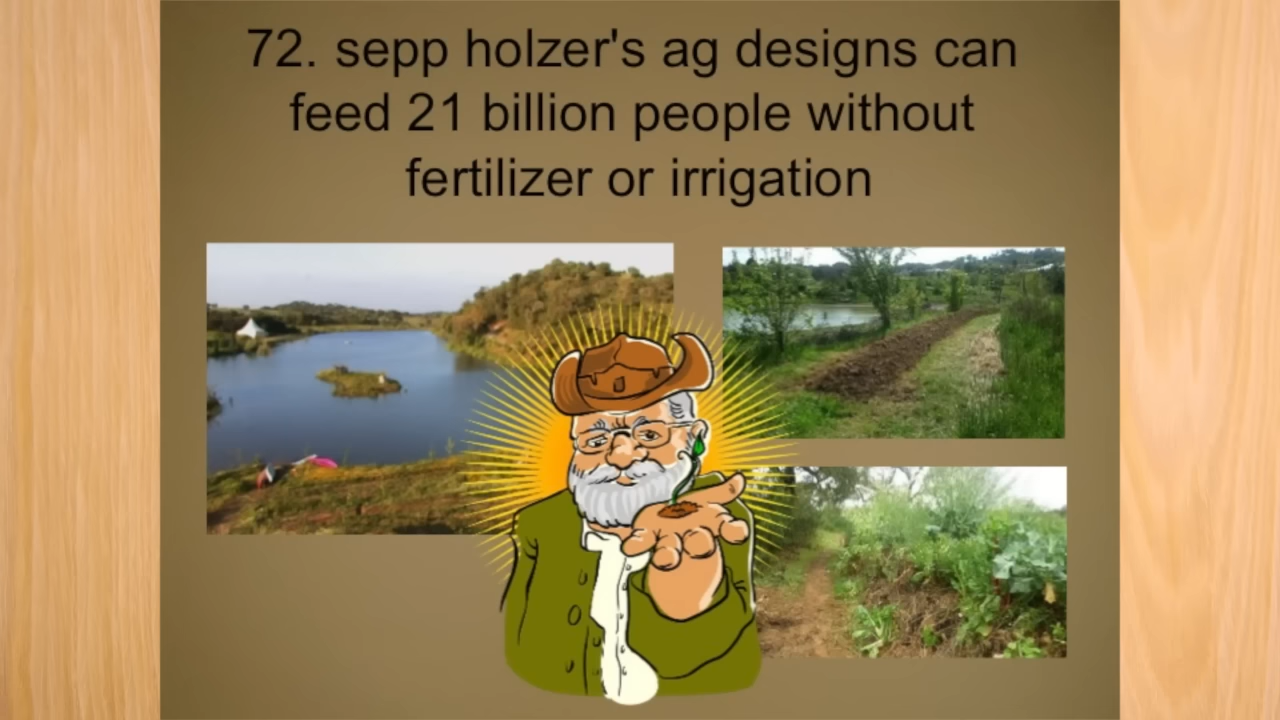 72. sepp holzer's ag designs can
feed 21 billion people without
fertilizer or irrigation